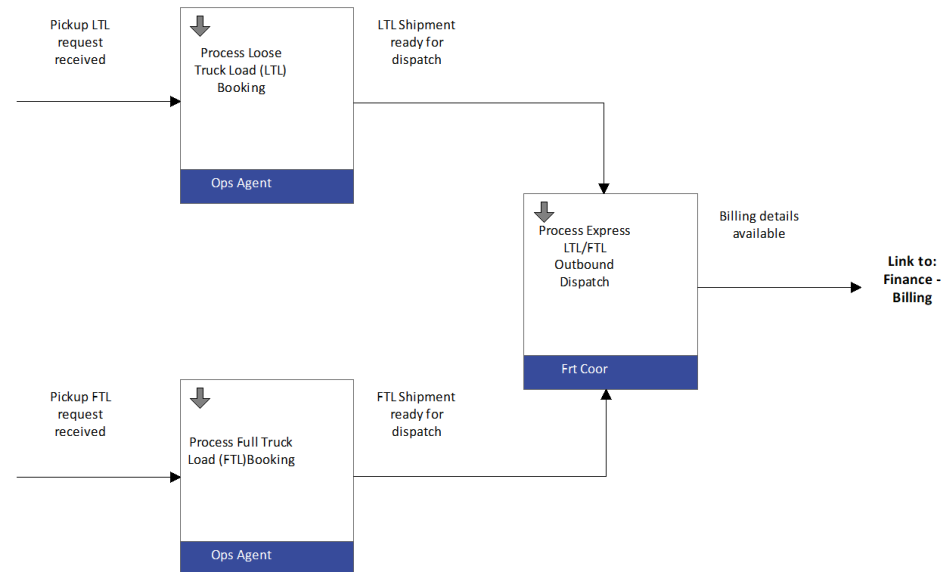 Pickup LTL
request
received
Process Loose
Truck Load (LTL)
Booking
Ops Agent
LTL Shipment
ready for
dispatch
Process Express
LTL/FTL
Outbound
Dispatch
Frt Coor
Billing details
available
Link to:
Finance -
Billing
Pickup FTL
request
received
Process Full Truck
Load (FTL)Booking
Ops Agent
FTL Shipment
ready for
dispatch